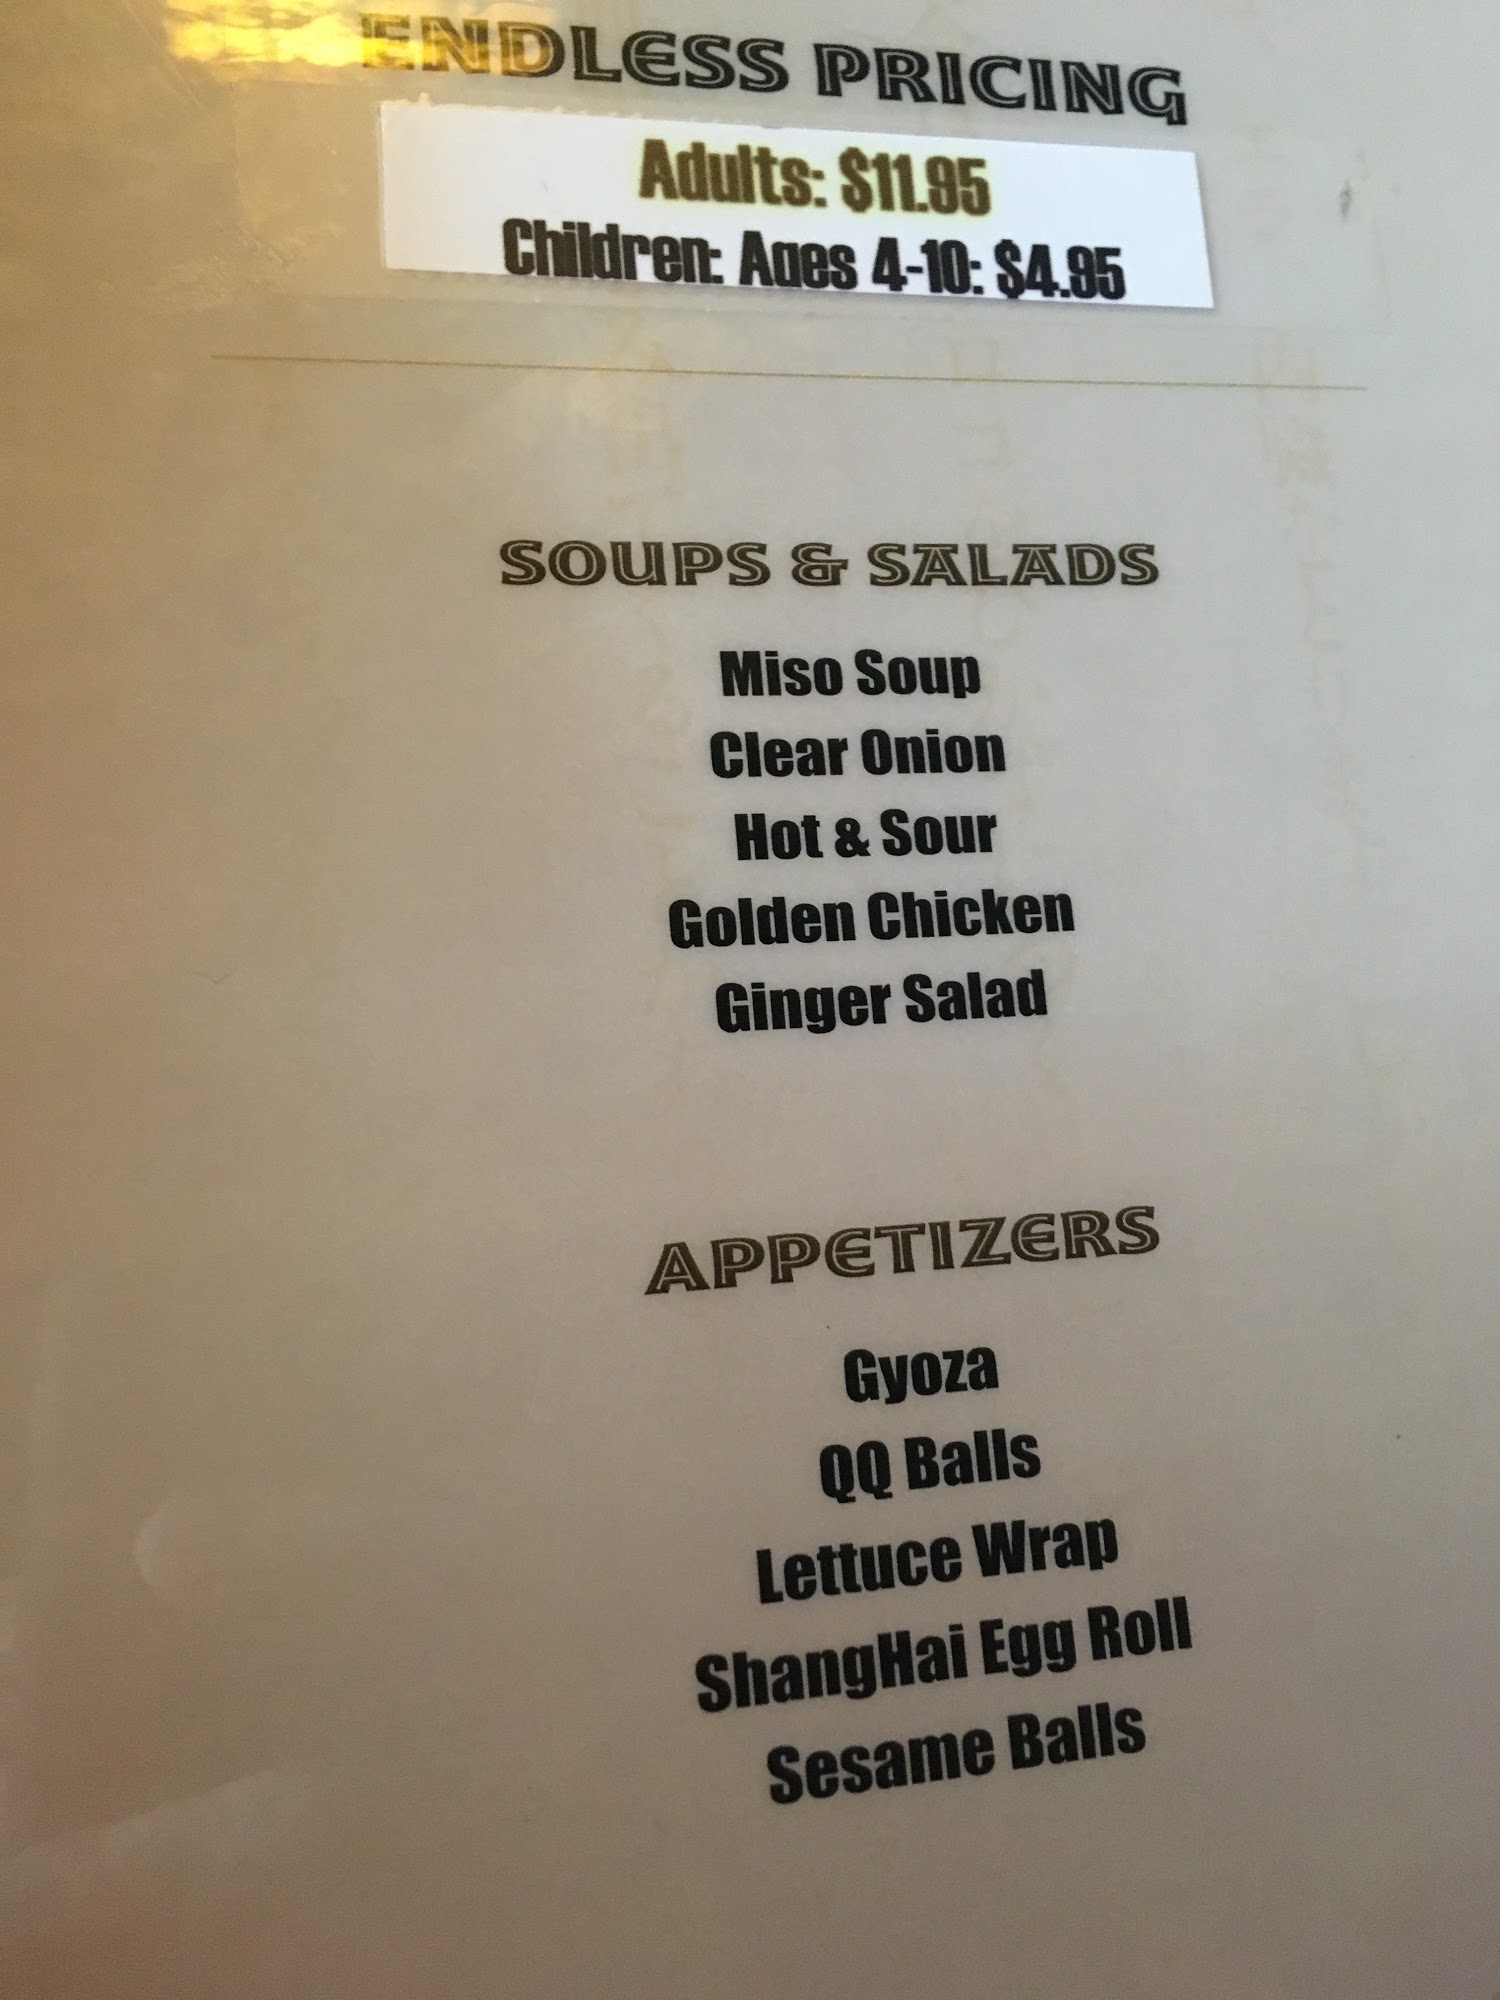 ENDLESS PRICING
Adults: $11.95
Children: Ages 4-10: $4.95
SOUPS & SALADS
Miso Soup
Clear Onion
Hot & Sour
Golden Chicken
Ginger Salad
APPETIZERS
Gyoza
QQ Balls
Lettuce Wrap
ShangHai Egg Roll
Sesame Balls